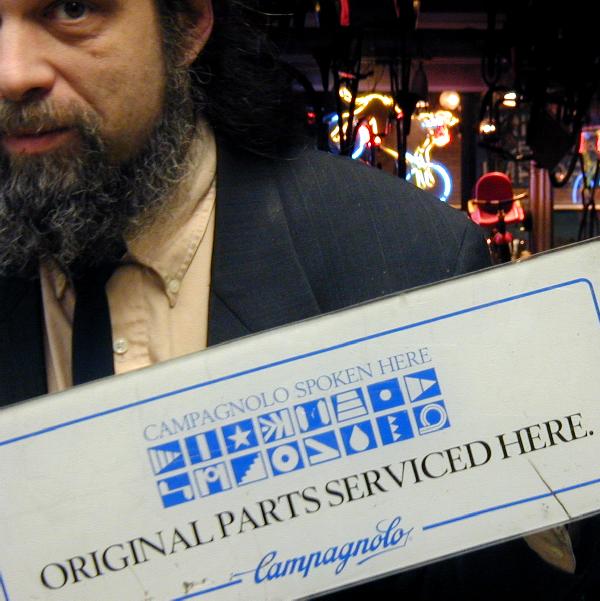 CAMPAGNOLO SPOKEN HERE
ORIGINAL PARTS SERVICED HERE.
Campagnolo